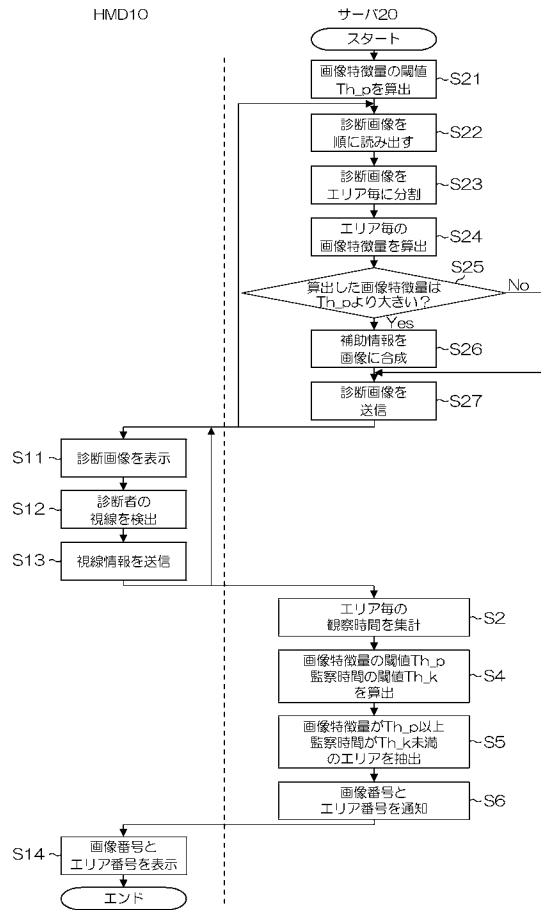 HMD10
サーバ20
スタート
画像特徴量の閾値
Th_pを算出
S21
診断画像を
順に読み出す
S22
診断画像を
エリア毎に分割
S23
エリア毎の
画像特徴量を算出
S24
S25
算出した画像特徴量は
Th_pより大きい?
No
Yes
補助情報を
画像に合成
S26
診断画像を
送信
S27
S11
診断画像を表示
S12
診断者の
視線を検出
S13
視線情報を送信
エリア毎の
観察時間を集計
S2
画像特徴量の閾値Th_p
監察時間の閾値Th_k
を算出
S4
画像特徴量がTh_p以上
監察時間がTh_k未満
のエリアを抽出
S5
画像番号と
エリア番号を通知
S6
S14
画像番号と
エリア番号を表示
エンド